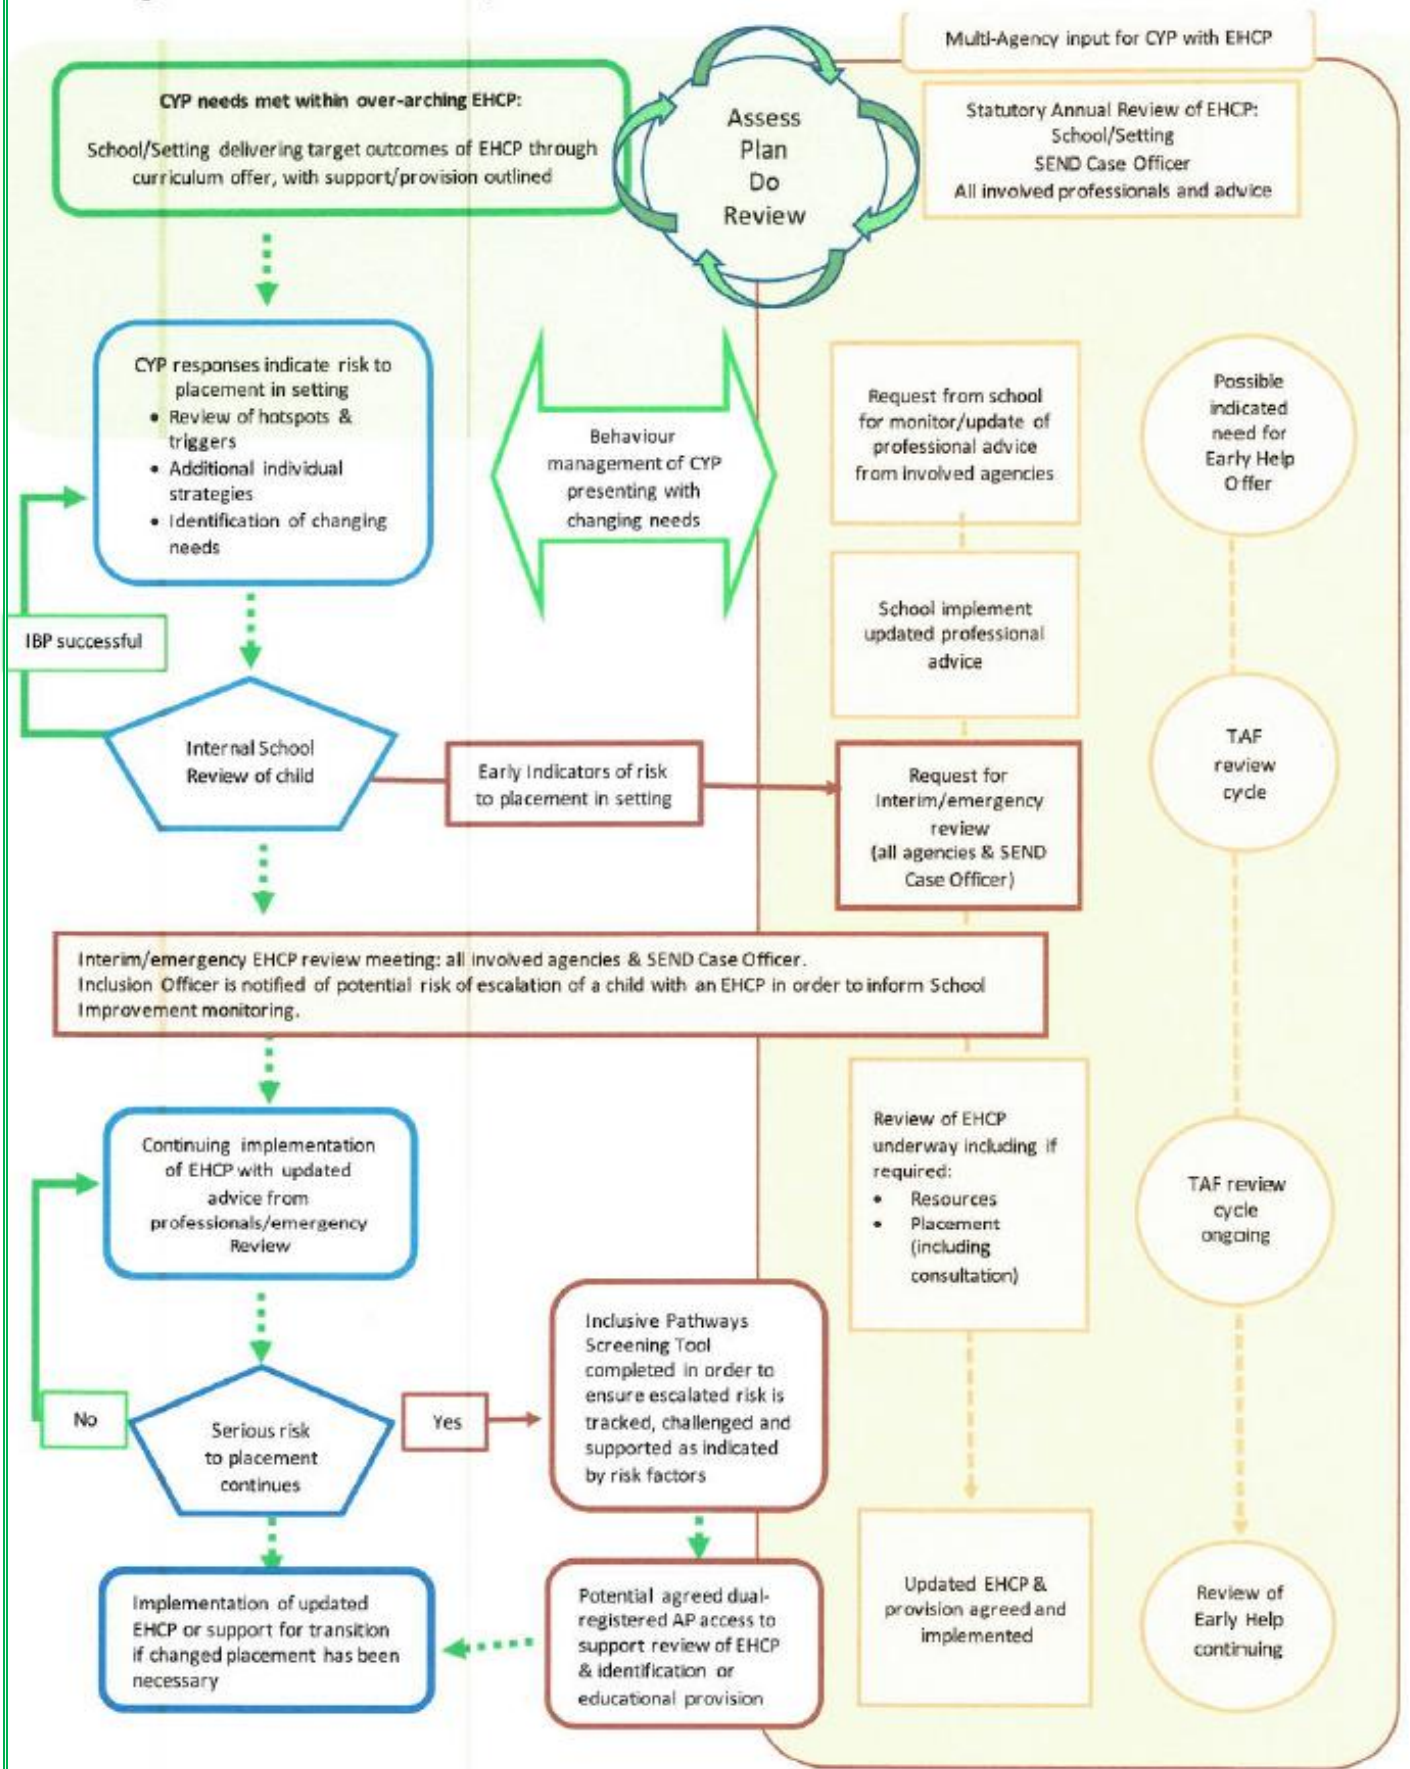 Multi-Agency input for CYP with EHCP
CYP needs met within over-arching EHCP:
School/Setting delivering target outcomes of EHCP through
curriculum offer, with support/provision outlined
Assess
Plan
Do
Review
Statutory Annual Review of EHCP:
School/Setting
SEND Case Officer
All involved professionals and advice
CYP responses indicate risk to
placement in setting
• Review of hotspots &
triggers
• Additional individual
strategies
• Identification of changing
needs
Behaviour
management of CYP
presenting with
changing needs
Request from school
for monitor/update of
professional advice
from involved agencies
Possible
indicated
need for
Early Help
Offer
IBP successful
School implement
updated professional
advice
Internal School
Review of child
Early Indicators of risk
to placement in setting
Request for
Interim/emergency
review
(all agencies & SEND
Case Officer)
TAF
review
cycle
Interim/emergency EHCP review meeting: all involved agencies & SEND Case Officer.
Inclusion Officer is notified of potential risk of escalation of a child with an EHCP in order to inform School
Improvement monitoring.
Continuing implementation
of EHCP with updated
advice from
professionals/emergency
Review
Review of EHCP
underway including if
required:
• Resources
• Placement
(including
consultation)
TAF review
cycle
ongoing
No
Serious risk
to placement
continues
Yes
Inclusive Pathways
Screening Tool
completed in order to
ensure escalated risk is
tracked, challenged and
supported as indicated
by risk factors
Implementation of updated
EHCP or support for transition
if changed placement has been
necessary
Potential agreed dual-
registered AP access to
support review of EHCP
& identification or
educational provision
Updated EHCP &
provision agreed and
implemented
Review of
Early Help
continuing